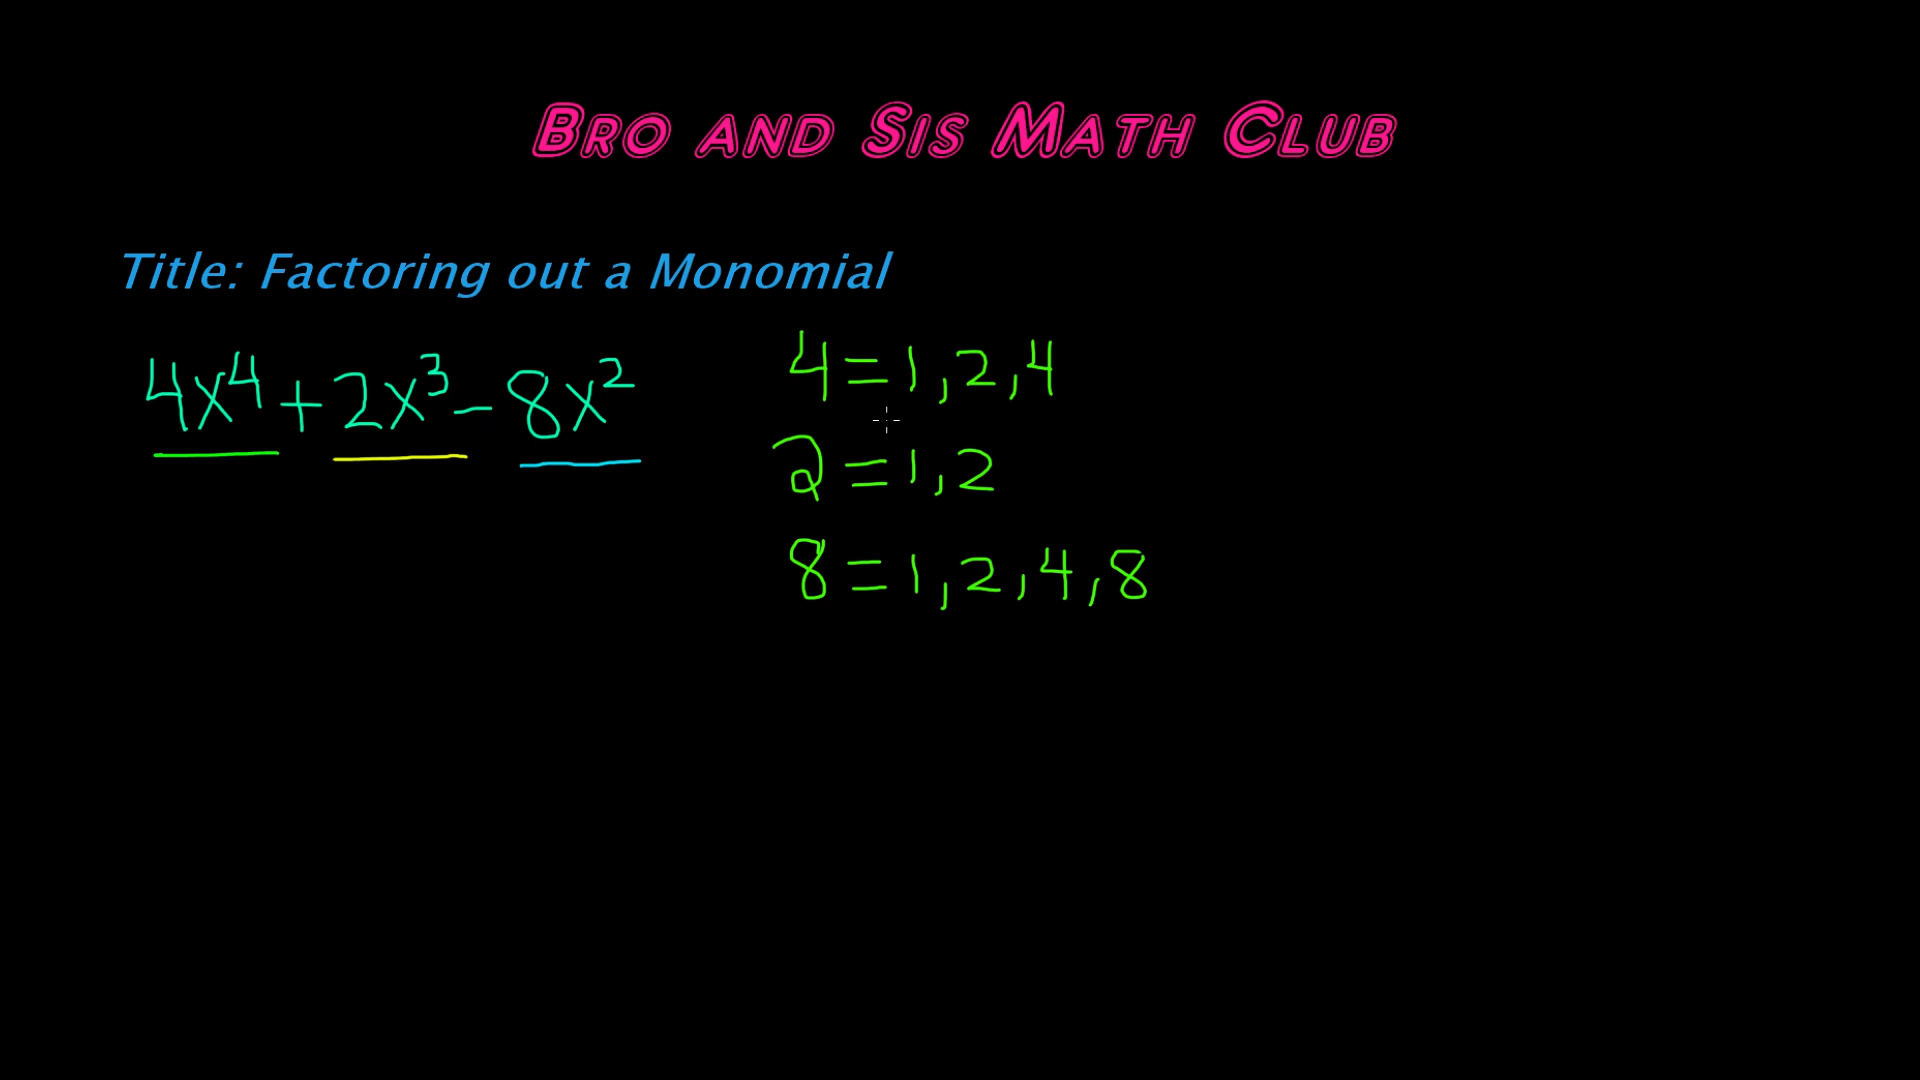 Bro and Sis Math Club
Title: Factoring out a Monomial
4x⁴+2x³-8x²
4=1,2,4
2=1,2
8=1,2,4,8